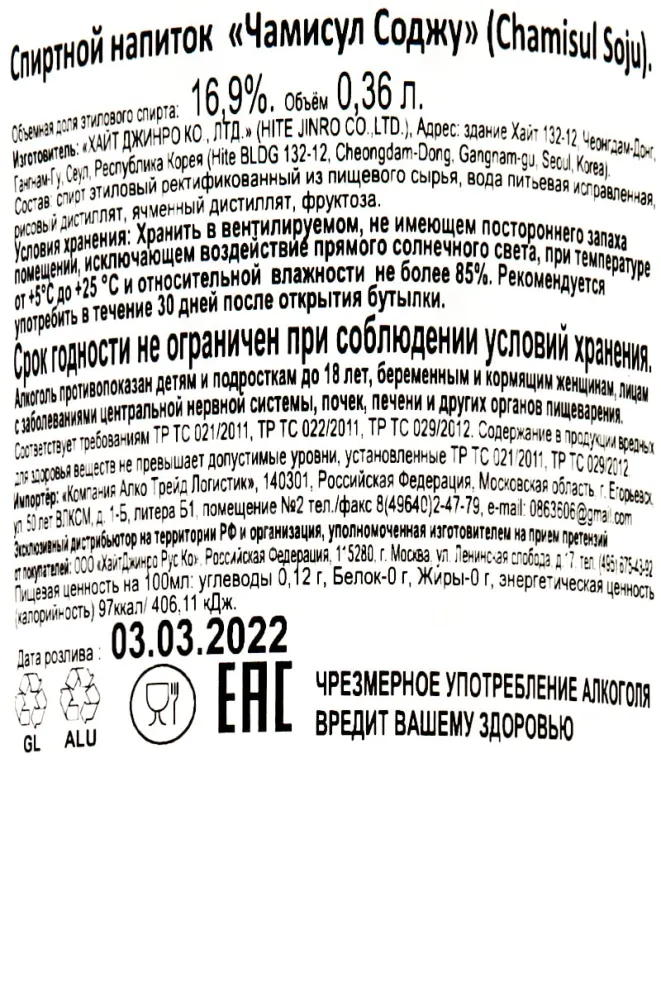 Спиртной напиток «Чамисул Соджу» (Chamisul Soju).
Объемная доля этилового спирта: 16,9%. Объём 0,36 л.
Изготовитель: «ХАЙТ ДЖИНРО КО., ЛТД.» (HITE JINRO CO.,LTD.), Адрес: здание Хайт 132-12, Чеонгдам-Донг,
Гангнам-Гу, Сеул, Республика Корея (Hite BLDG 132-12, Cheongdam-Dong, Gangnam-gu, Seoul, Korea).
Состав: спирт этиловый ректификованный из пищевого сырья, вода питьевая исправленная,
рисовый дистиллят, ячменный дистиллят, фруктоза.
Условия хранения: Хранить в вентилируемом, не имеющем постороннего запаха
помещении, исключающем воздействие прямого солнечного света, при температуре
от +5°С до +25 °С и относительной влажности не более 85%. Рекомендуется
употребить в течение 30 дней после открытия бутылки.
Срок годности не ограничен при соблюдении условий хранения.
Алкоголь противопоказан детям и подросткам до 18 лет, беременным и кормящим женщинам, лицам
с заболеваниями центральной нервной системы, почек, печени и других органов пищеварения.
Соответствует требованиям ТР ТС 021/2011, ТР ТС 022/2011, ТР ТС 029/2012. Содержание в продукции вредных
для здоровья веществ не превышает допустимые уровни, установленные ТР ТС 021/2011, ТР ТС 029/2012
Импортёр: «Компания Алко Трейд Логистик», 140301, Российская Федерация, Московская область, г. Егорьевск,
ул. 50 лет ВЛКСМ, д. 1-Б, литера Б1, помещение №2 тел./факс 8(49640)2-47-79, e-mail: 0863606@gmail.com
Эксклюзивный дистрибьютор на территории РФ и организация, уполномоченная изготовителем на прием претензий
от покупателей: ООО «ХайтДжинро Рус Ко», Российская Федерация, 115280, г. Москва, ул. Ленинская слобода, д.17, тел. (495) 675-43-92
Пищевая ценность на 100мл: углеводы 0,12 г, Белок-0 г, Жиры-0 г, энергетическая ценность
(калорийность) 97ккал/ 406,11 кДж.
Дата розлива : 03.03.2022
GL ALU
EAC
ЧРЕЗМЕРНОЕ УПОТРЕБЛЕНИЕ АЛКОГОЛЯ
ВРЕДИТ ВАШЕМУ ЗДОРОВЬЮ